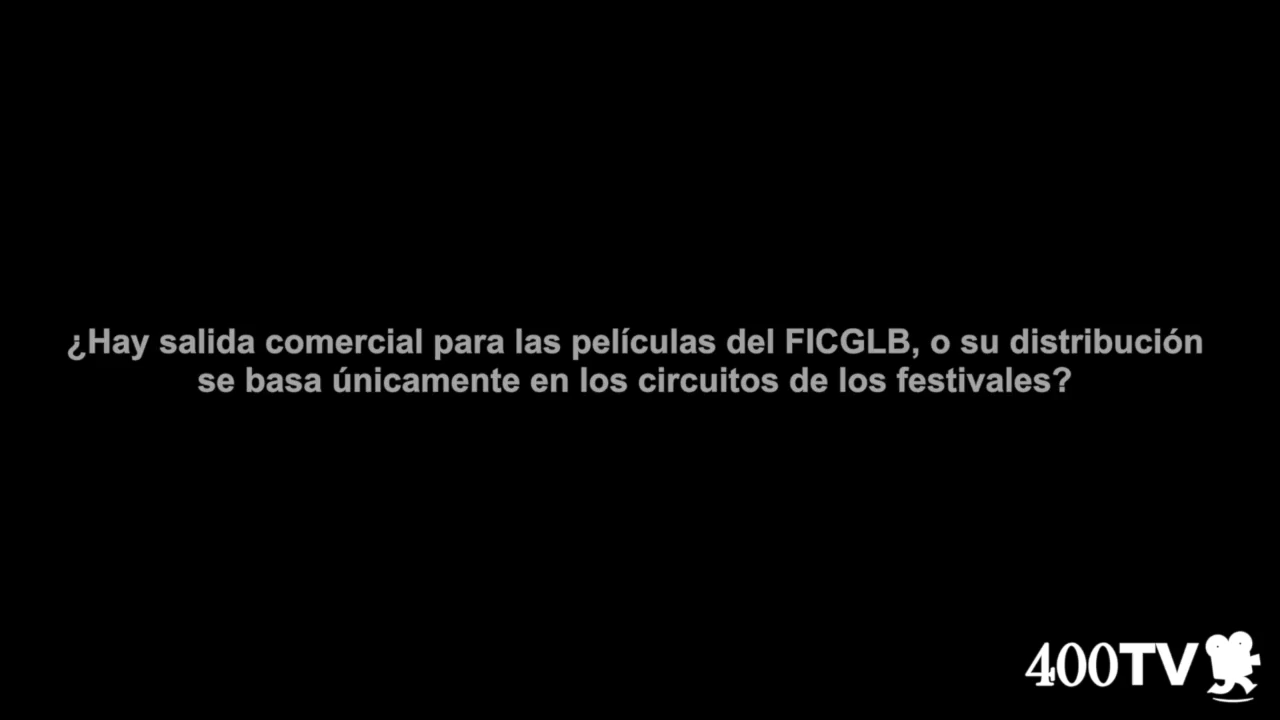 ¿Hay salida comercial para las películas del FICGLB, o su distribución
se basa únicamente en los circuitos de los festivales?
400TV